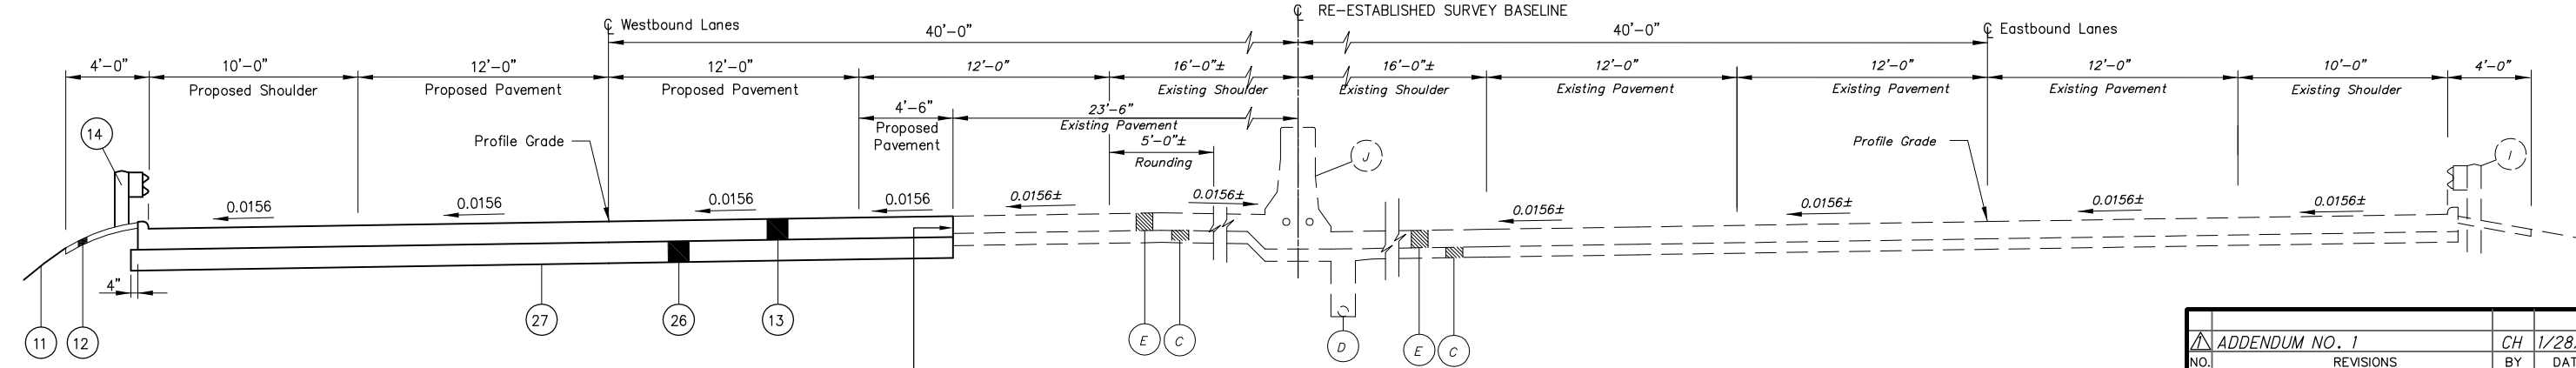 ℄ RE-ESTABLISHED SURVEY BASELINE
℄ Westbound Lanes
40'-0"
40'-0"
℄ Eastbound Lanes
4'-0"
10'-0"
12'-0"
12'-0"
12'-0"
16'-0"±
16'-0"±
12'-0"
12'-0"
12'-0"
10'-0"
4'-0"
Proposed Shoulder
Proposed Pavement
Proposed Pavement
Existing Shoulder
Existing Shoulder
Existing Pavement
Existing Pavement
Existing Pavement
Existing Shoulder
4'-6"
Proposed
Pavement
23'-6"
Existing Pavement
14
Profile Grade
5'-0"±
Rounding
J
Profile Grade
I
0.0156
0.0156
0.0156
0.0156
0.0156±
0.0156±
0.0156±
0.0156±
0.0156±
0.0156±
4"
11
12
27
26
13
E
C
D
E
C
1 ADDENDUM NO. 1
CH
1/28
NO.
REVISIONS
BY
DAT